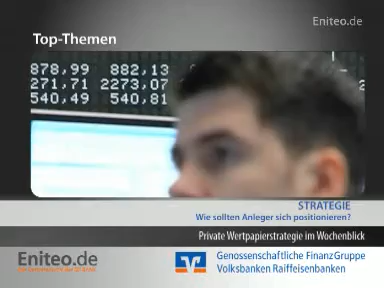 Eniteo.de
Top-Themen
878,99 882,13
271,71 2273,07
540,49 540,81
STRATEGIE
Wie sollten Anleger sich positionieren?
Private Wertpapierstrategie im Wochenblick
Eniteo.de
Genossenschaftliche FinanzGruppe
Volksbanken Raiffeisenbanken